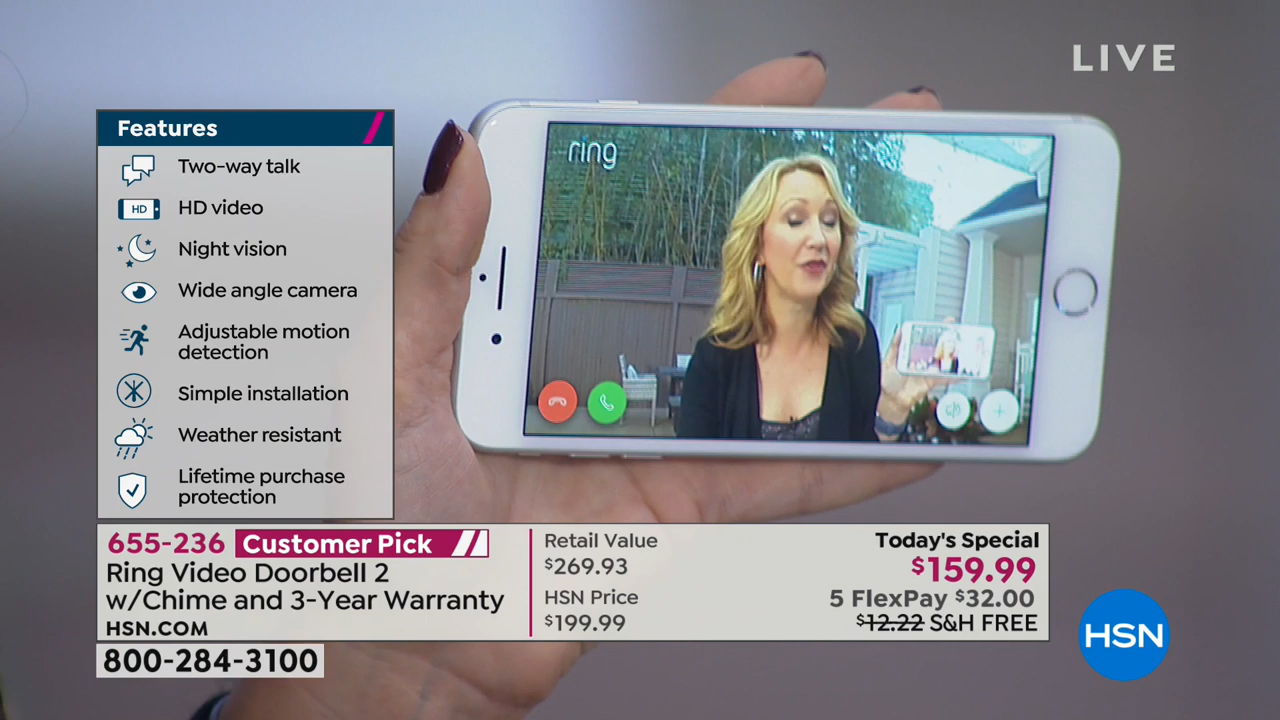 LIVE
Features
Two-way talk
HD
HD video
Night vision
Wide angle camera
Adjustable motion
detection
Simple installation
Weather resistant
Lifetime purchase
protection
ring
655-236 Customer Pick
Ring Video Doorbell 2
w/Chime and 3-Year Warranty
HSN.COM
800-284-3100
Retail Value
$269.93
HSN Price
$199.99
Today's Special
$159.99
5 FlexPay $32.00
$12.22 S&H FREE
HSN